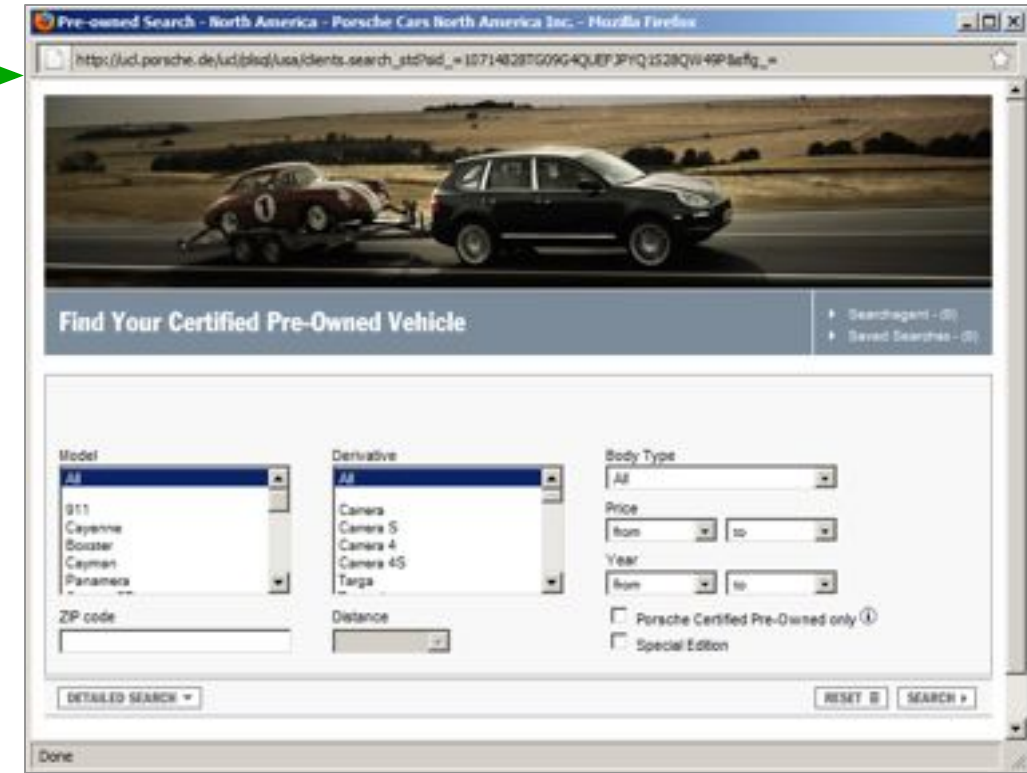 Pre-owned Search - North America - Porsche Cars North America Inc. - Mozilla Firefox
1
Find Your Certified Pre-Owned Vehicle
Searchagent - (0)
Saved Searches - (0)
Model
Derivative
Body Type
All
All
All
911
Carrera
Price
Cayenne
Carrera S
from
to
Boxster
Carrera 4
Cayman
Carrera 4S
Year
Panamera
Targa
from
to
ZIP code
Distance
Porsche Certified Pre-Owned only
Special Edition
DETAILED SEARCH
RESET
SEARCH
Done